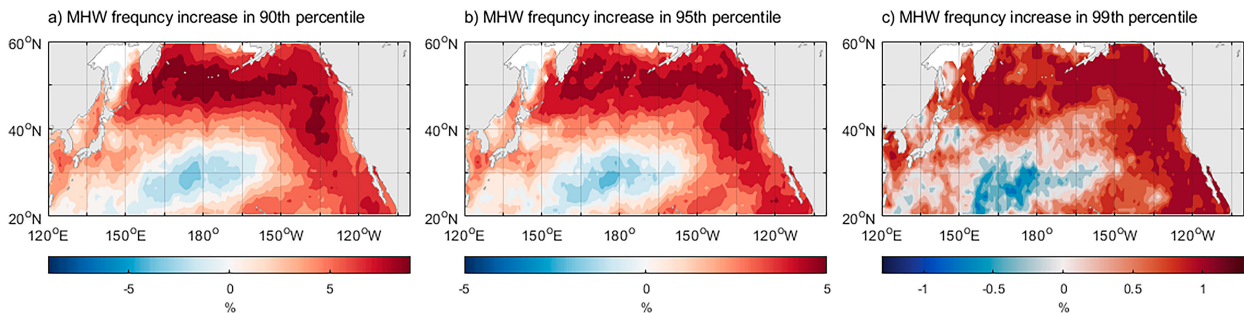 a) MHW frequncy increase in 90th percentile
b) MHW frequncy increase in 95th percentile
c) MHW frequncy increase in 99th percentile
60°N
40°N
20°N
120°E 150°E 180° 150°W 120°W
-5 0 5
%
60°N
40°N
20°N
120°E 150°E 180° 150°W 120°W
-5 0 5
%
60°N
40°N
20°N
120°E 150°E 180° 150°W 120°W
-1 -0.5 0 0.5 1
%